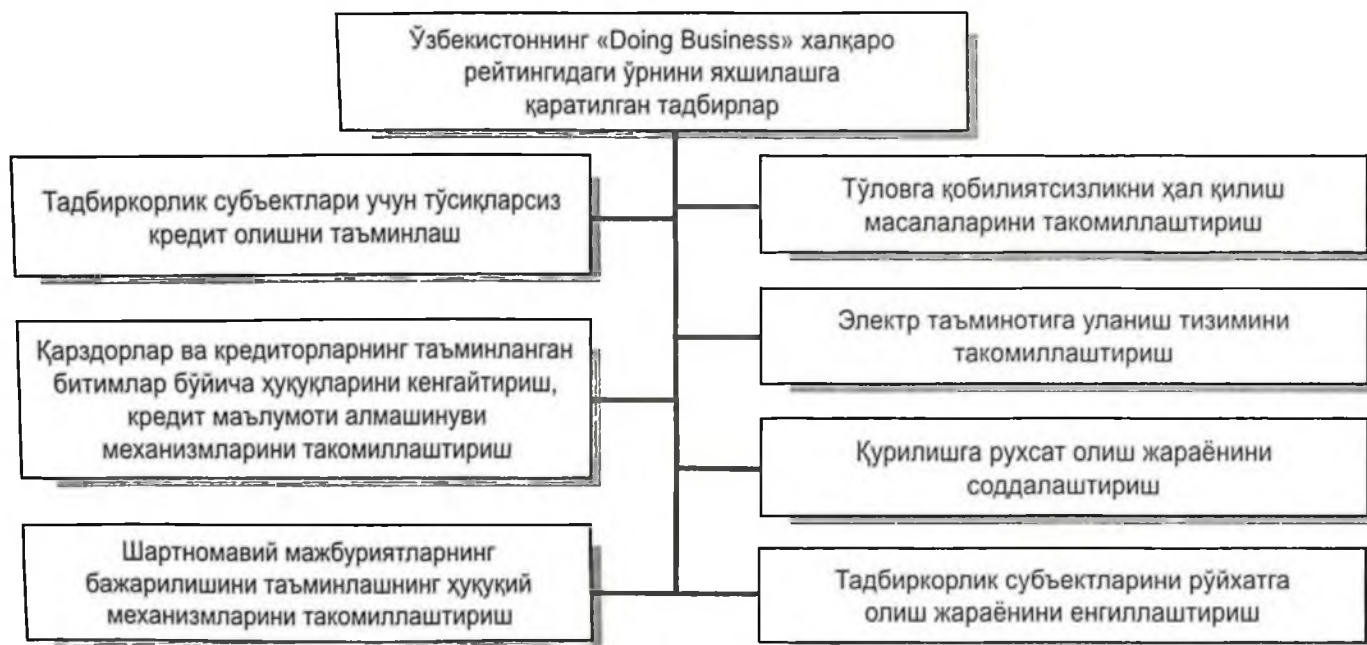 Ўзбекистоннинг «Doing Business» халқаро
рейтингидаги ўрнини яхшилашга
қаратилган тадбирлар
Тадбиркорлик субъектлари учун тўсиқларсиз
кредит олишни таъминлаш
Қарздорлар ва кредиторларнинг таъминланган
битимлар бўйича ҳуқуқларини кенгайтириш,
кредит маълумоти алмашинуви
механизмларини такомиллаштириш
Шартномавий мажбуриятларнинг
бажарилишини таъминлашнинг ҳуқуқий
механизмларини такомиллаштириш
Тўловга қобилиятсизликни ҳал қилиш
масалаларини такомиллаштириш
Электр таъминотига уланиш тизимини
такомиллаштириш
Қурилишга рухсат олиш жараёнини
соддалаштириш
Тадбиркорлик субъектларини рўйхатга
олиш жараёнини енгиллаштириш